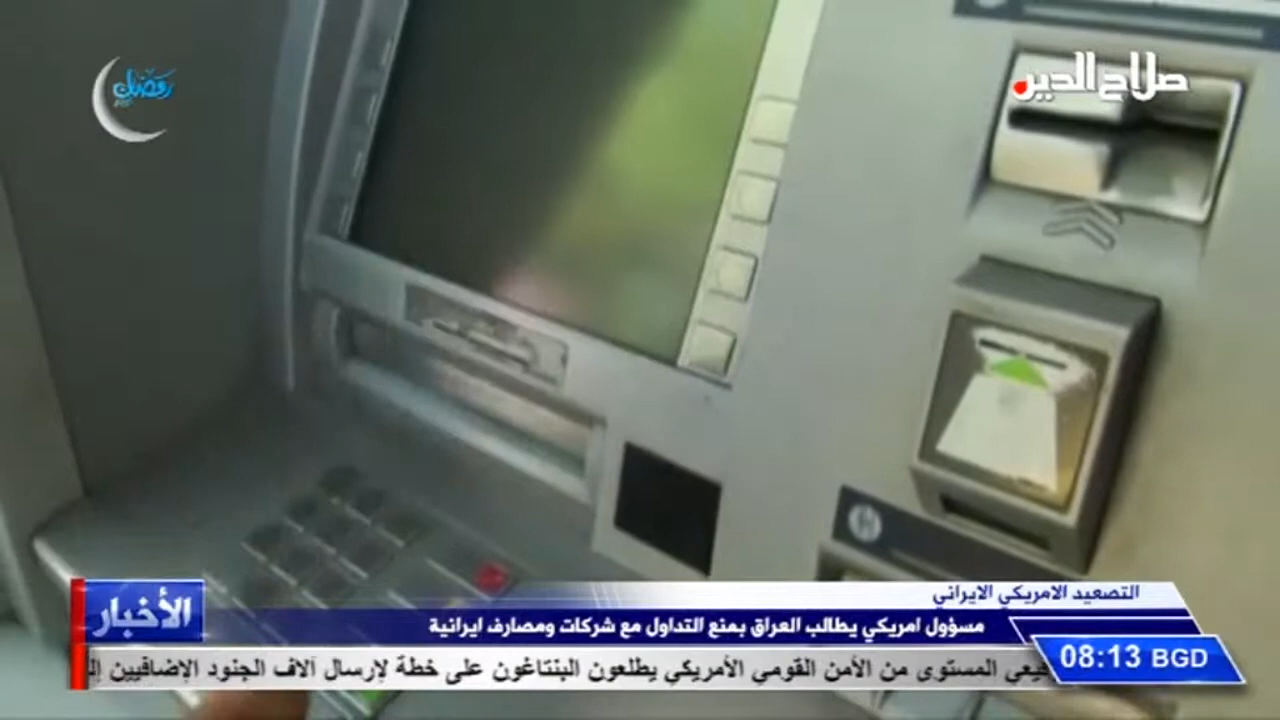 رمضان
صلاح الدين
التصعيد الامريكي الايراني
الأخبار
مسؤول امريكي يطالب العراق بمنع التداول مع شركات ومصارف ايرانية
08:13 BGD
المستوى من الأمن القومي الأمريكي يطلعون البنتاغون على خطة لإرسال آلاف الجنود الإضافيين